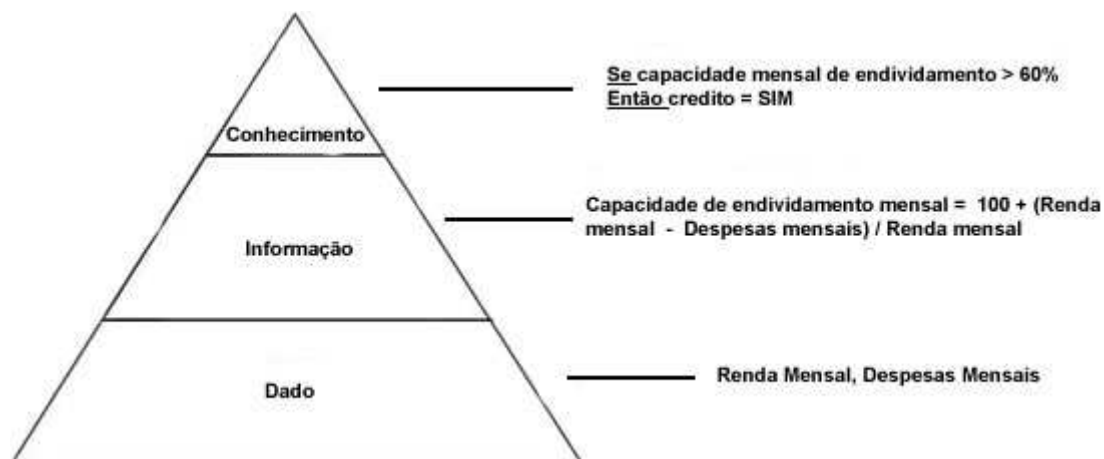 Se capacidade mensal de endividamento > 60%
Então credito = SIM
Conhecimento
Capacidade de endividamento mensal = 100 + (Renda
mensal - Despesas mensais) / Renda mensal
Informação
Renda Mensal, Despesas Mensais
Dado